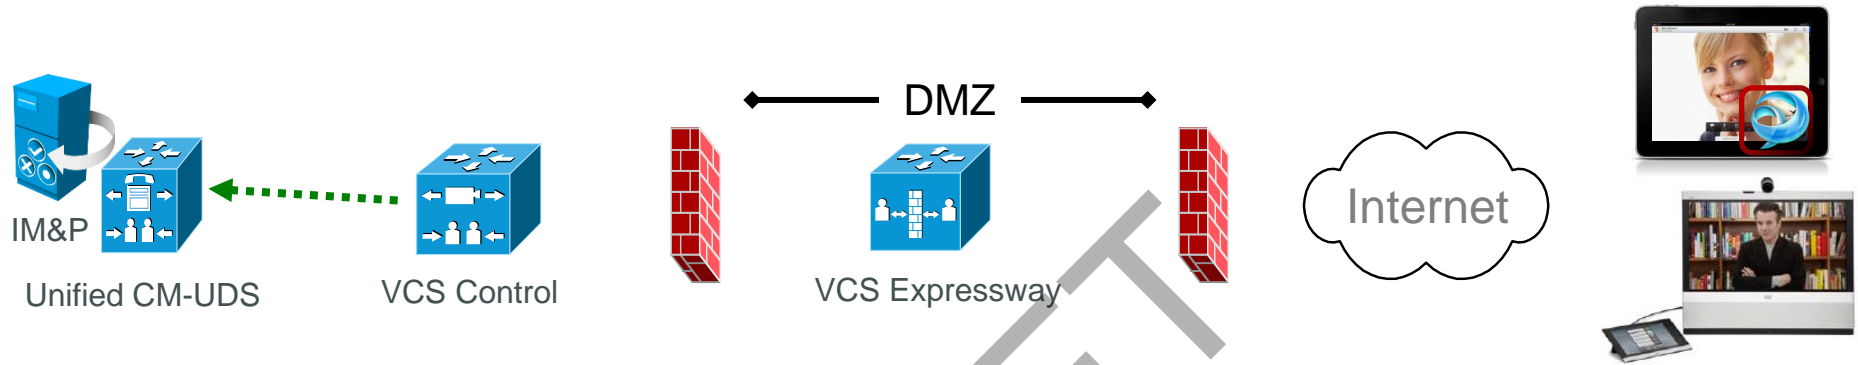 DMZ
IM&P
Unified CM-UDS
VCS Control
VCS Expressway
Internet